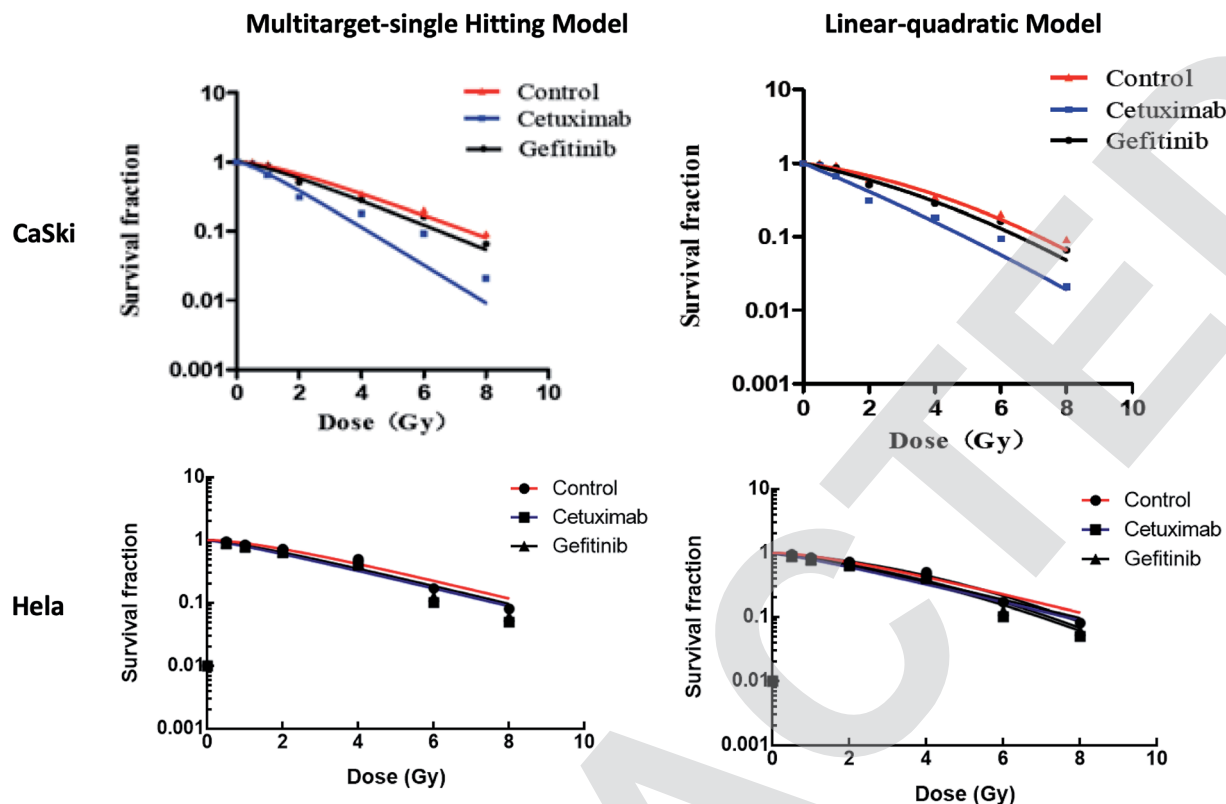 Multitarget-single Hitting Model
Linear-quadratic Model
CaSki
10
1
0.1
0.01
0.001
0 2 4 6 8 10
Survival fraction
Dose（Gy）
Control
Cetuximab
Gefitinib
10
1
0.1
0.01
0.001
0 2 4 6 8 10
Survival fraction
Dose（Gy）
Control
Cetuximab
Gefitinib
Hela
10
1
0.1
0.01
0.001
0 2 4 6 8 10
Survival fraction
Dose (Gy)
Control
Cetuximab
Gefitinib
10
1
0.1
0.01
0.001
0 2 4 6 8 10
Survival fraction
Dose (Gy)
Control
Cetuximab
Gefitinib
ACTE